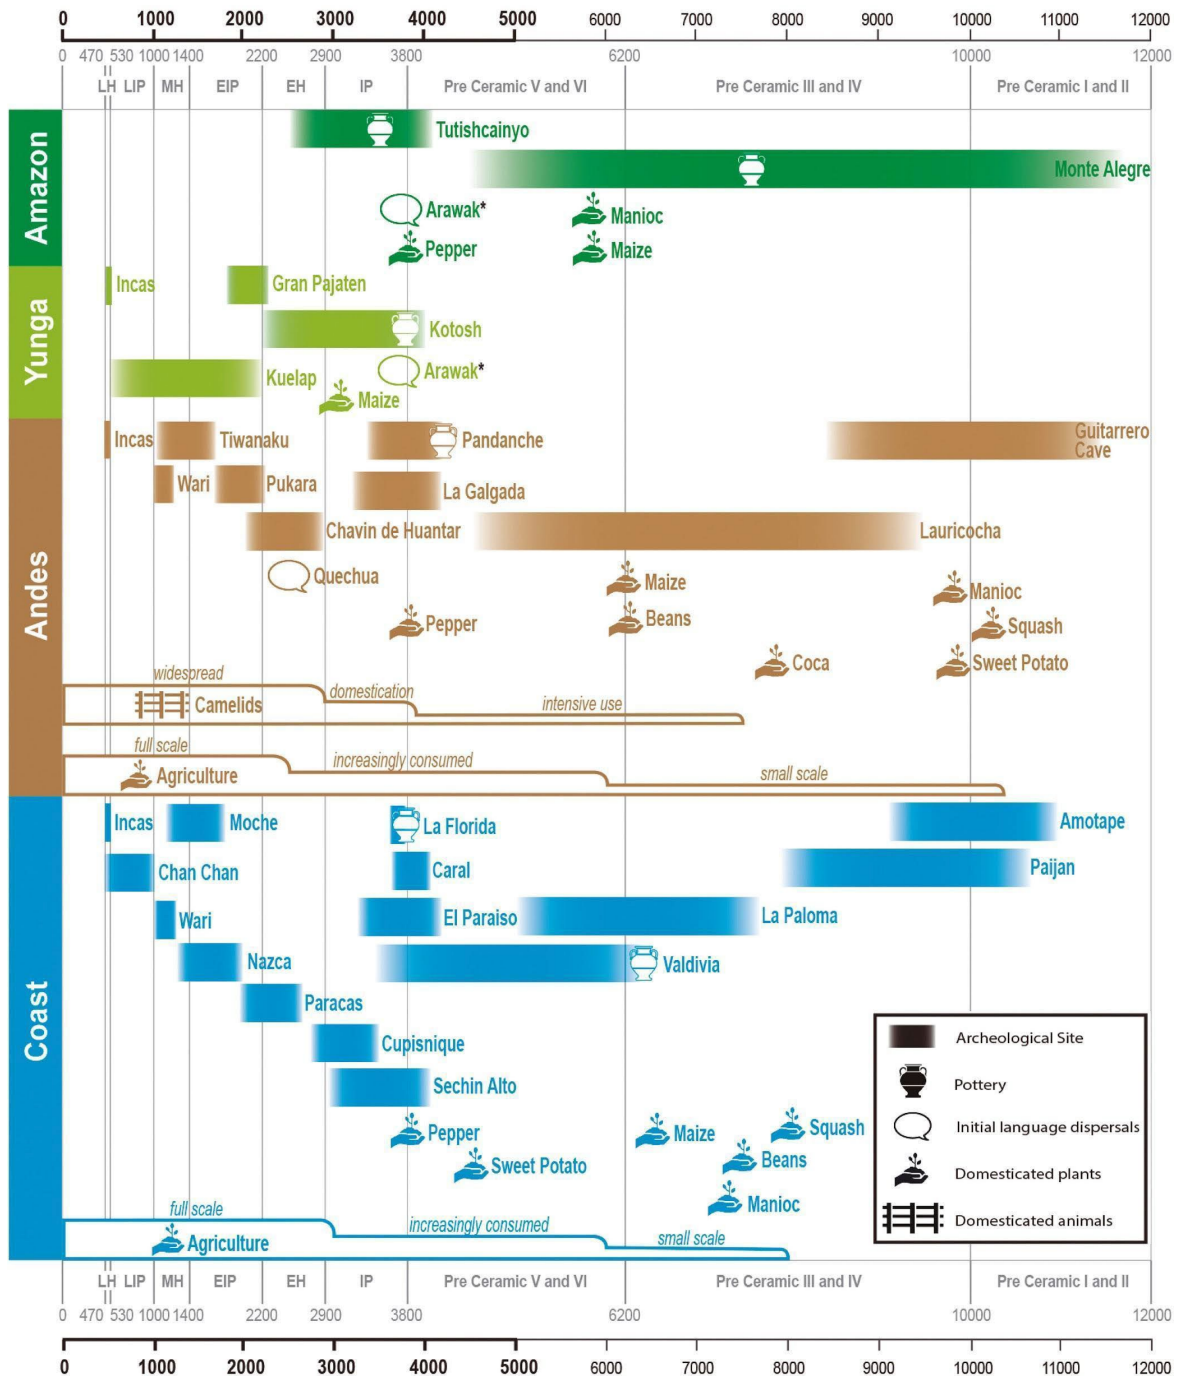 0 1000 2000 3000 4000 5000 6000 7000 8000 9000 10000 11000 12000
0 470 530 1000 1400 2200 2900 3800 6200 10000 12000
LH LIP MH EIP EH IP Pre Ceramic V and VI Pre Ceramic III and IV Pre Ceramic I and II
Amazon
Tutishcainyo
Monte Alegre
Arawak*
Manioc
Pepper
Maize
Yunga
Incas
Gran Pajaten
Kotosh
Kuelap
Arawak*
Maize
Andes
Incas
Tiwanaku
Pandanche
Guitarrero
Cave
Wari
Pukara
La Galgada
Chavin de Huantar
Lauricocha
Quechua
Maize
Manioc
Pepper
Beans
Squash
Coca
Sweet Potato
widespread
domestication
intensive use
Camelids
full scale
increasingly consumed
small scale
Agriculture
Coast
Incas
Moche
La Florida
Amotape
Chan Chan
Caral
Paijan
Wari
El Paraiso
La Paloma
Nazca
Valdivia
Paracas
Cupisnique
Sechin Alto
Pepper
Maize
Squash
Sweet Potato
Beans
Manioc
full scale
increasingly consumed
small scale
Agriculture
Archeological Site
Pottery
Initial language dispersals
Domesticated plants
Domesticated animals
LH LIP MH EIP EH IP Pre Ceramic V and VI Pre Ceramic III and IV Pre Ceramic I and II
0 470 530 1000 1400 2200 2900 3800 6200 10000 12000
0 1000 2000 3000 4000 5000 6000 7000 8000 9000 10000 11000 12000